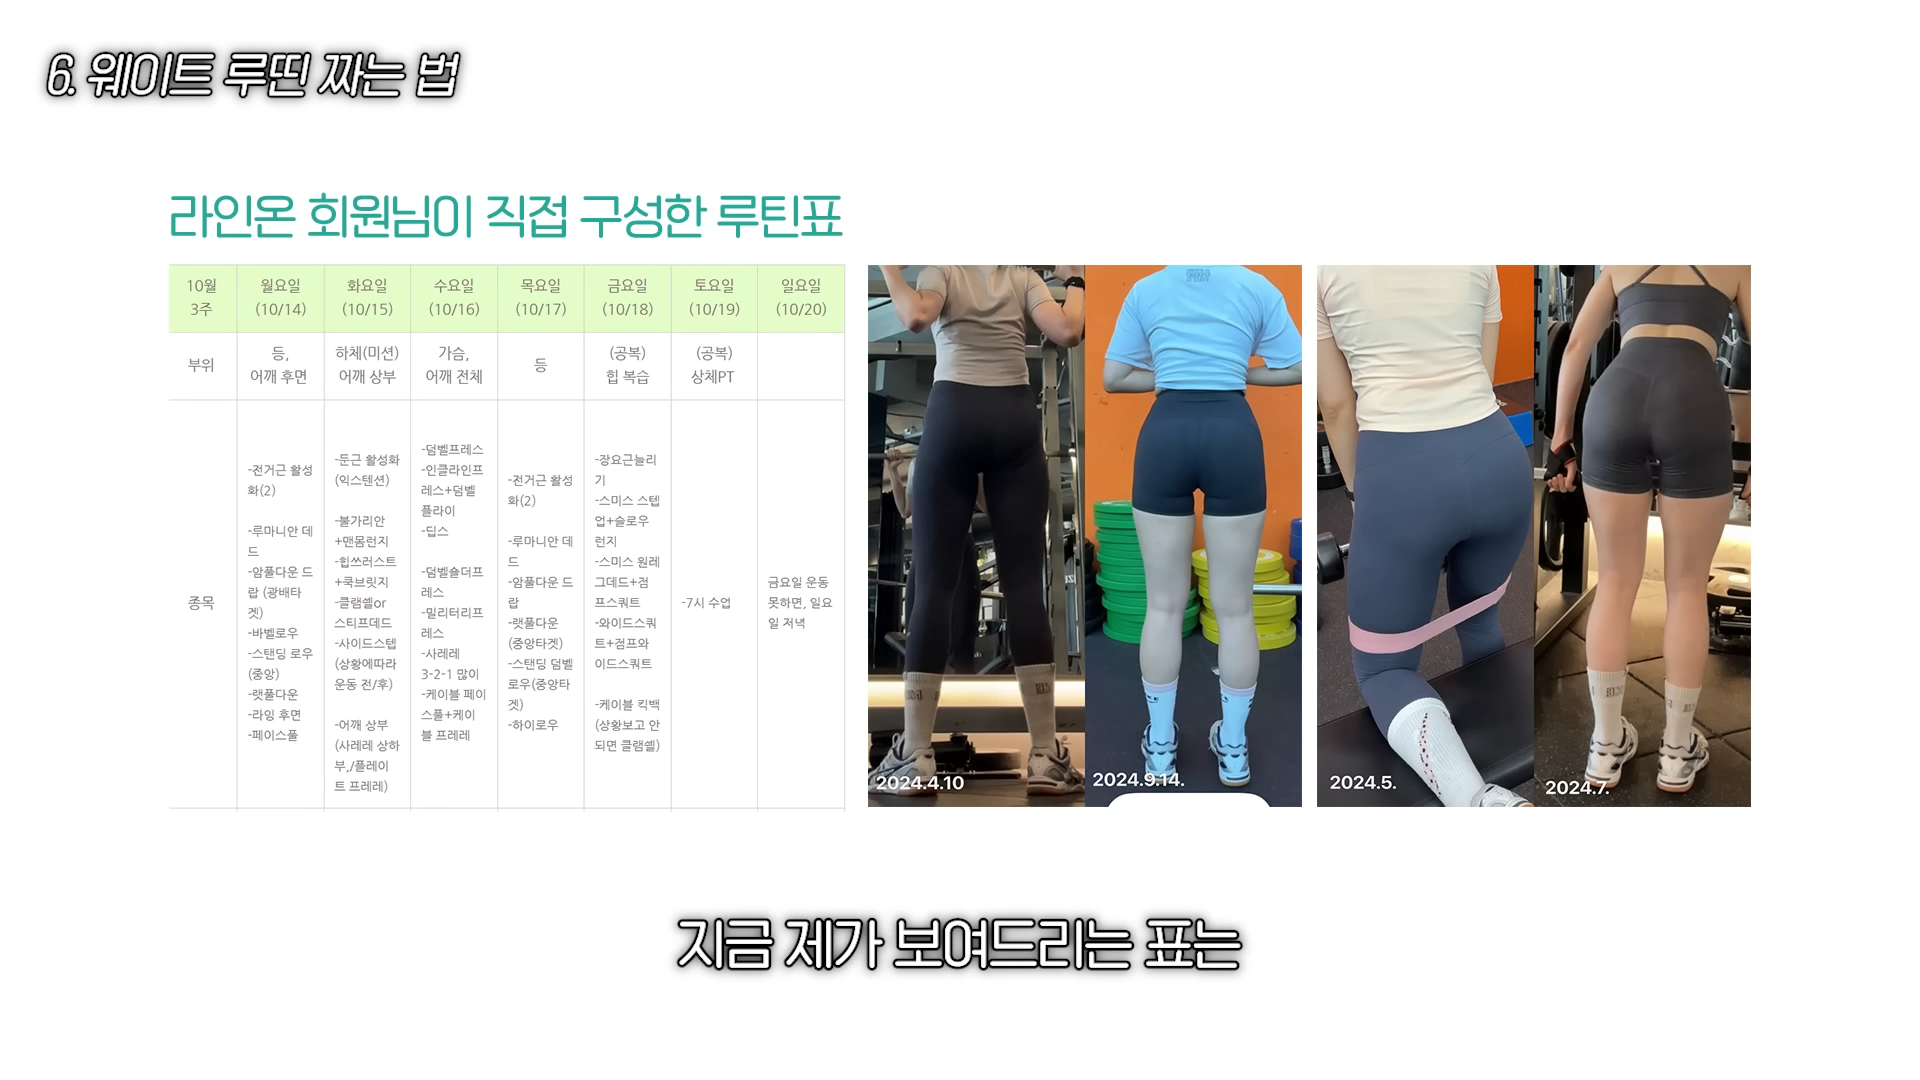 6. 웨이트 루띤 짜는 법
라인온 회원님이 직접 구성한 루틴표
10월
3주
월요일
(10/14)
화요일
(10/15)
수요일
(10/16)
목요일
(10/17)
금요일
(10/18)
토요일
(10/19)
일요일
(10/20)
부위
등,
어깨 후면
하체(미션)
어깨 상부
가슴,
어깨 전체
등
(공복)
힙 복습
(공복)
상체PT
종목
-전거근 활성
화(2)
-루마니안 데
드
-암풀다운 드
랍 (광배타
겟)
-바벨로우
-스탠딩 로우
(중앙)
-랫풀다운
-라잉 후면
-페이스풀
-둔근 활성화
(익스텐션)
-불가리안
+맨몸런지
-힙쓰러스트
+쿡브릿지
-클램셸or
스티프데드
-사이드스텝
(상황에따라
운동 전/후)
-어깨 상부
(사레레 상하
부,/플레이
트 프레레)
-덤벨프레스
-인클라인프
레스+덤벨
플라이
-딥스
-덤벨숄더프
레스
-밀리터리프
레스
-사레레
3-2-1 많이
-케이블 페이
스풀+케이
블 프레레
-전거근 활성
화(2)
-루마니안 데
드
-암풀다운 드
랍
-랫풀다운
(중앙타겟)
-스탠딩 덤벨
로우(중앙타
겟)
-하이로우
-장요근늘리
기
-스미스 스텝
업+슬로우
런지
-스미스 원레
그데드+점
프스쿼트
-와이드스쿼
트+점프와
이드스쿼트
-케이블 킥백
(상황보고 안
되면 클램셸)
-7시 수업
금요일 운동
못하면, 일요
일 저녁
2024.4.10
2024.9.14.
2024.5.
2024.7.
지금 제가 보여드리는 표는